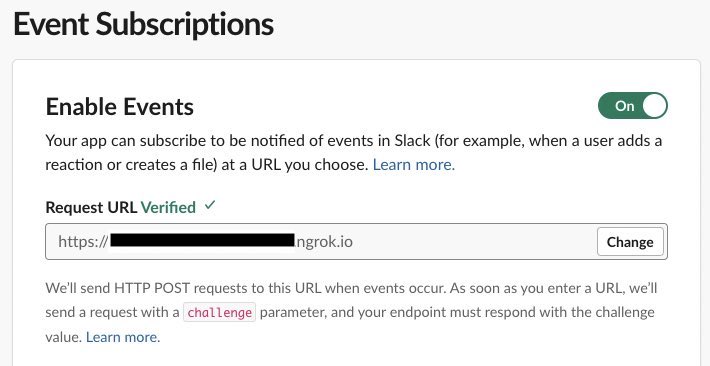 Event Subscriptions
Enable Events
On
Your app can subscribe to be notified of events in Slack (for example, when a user adds a
reaction or creates a file) at a URL you choose. Learn more.
Request URL Verified ✓
https:// ngrok.io
Change
We’ll send HTTP POST requests to this URL when events occur. As soon as you enter a URL, we’ll
send a request with a challenge parameter, and your endpoint must respond with the challenge
value. Learn more.